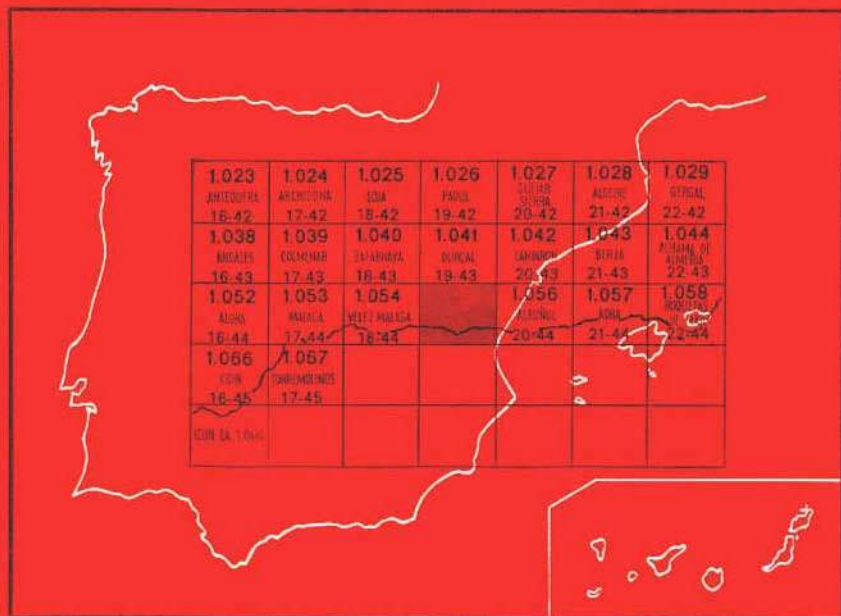 1.023 1.024 1.025 1.026 1.027 1.028 1.029
ANTEQUERA ARCHIDONA LOJA PADUL GUEJAR SIERRA ALDEIRE GERGAL
16-42 17-42 18-42 19-42 20-42 21-42 22-42
1.038 1.039 1.040 1.041 1.042 1.043 1.044
ARDALES COLMENAR ZAFARRAYA DURCAL LANJARON BERJA ALHAMA DE ALMERIA
16-43 17-43 18-43 19-43 20-43 21-43 22-43
1.052 1.053 1.054 1.056 1.057 1.058
ALORA MALAGA VELEZ-MALAGA ALBUÑOL ADRA ROQUETAS DE
16-44 17-44 18-44 20-44 21-44 22-44
1.066 1.067
COIN TORREMOLINOS
16-45 17-45